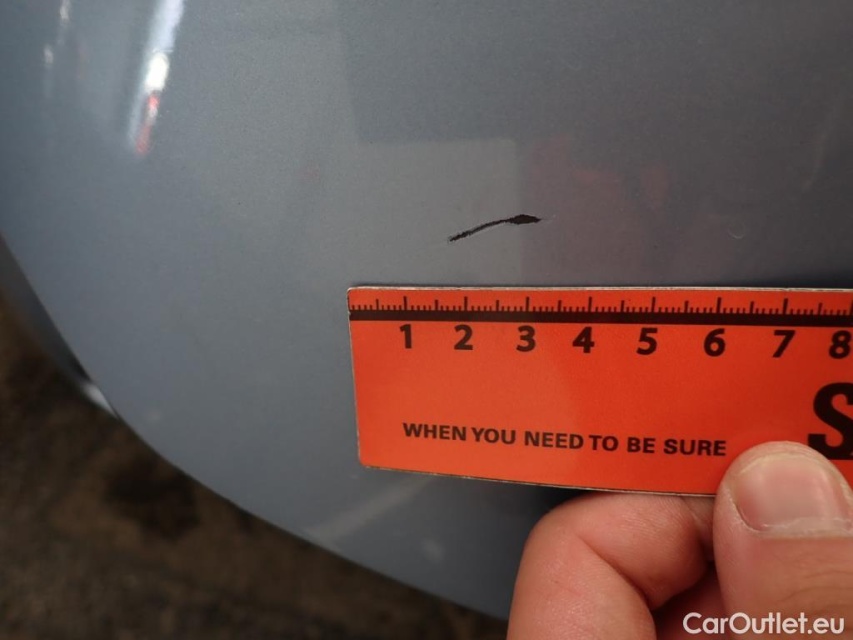 1 2 3 4 5 6 7 8
S
WHEN YOU NEED TO BE SURE
CarOutlet.eu